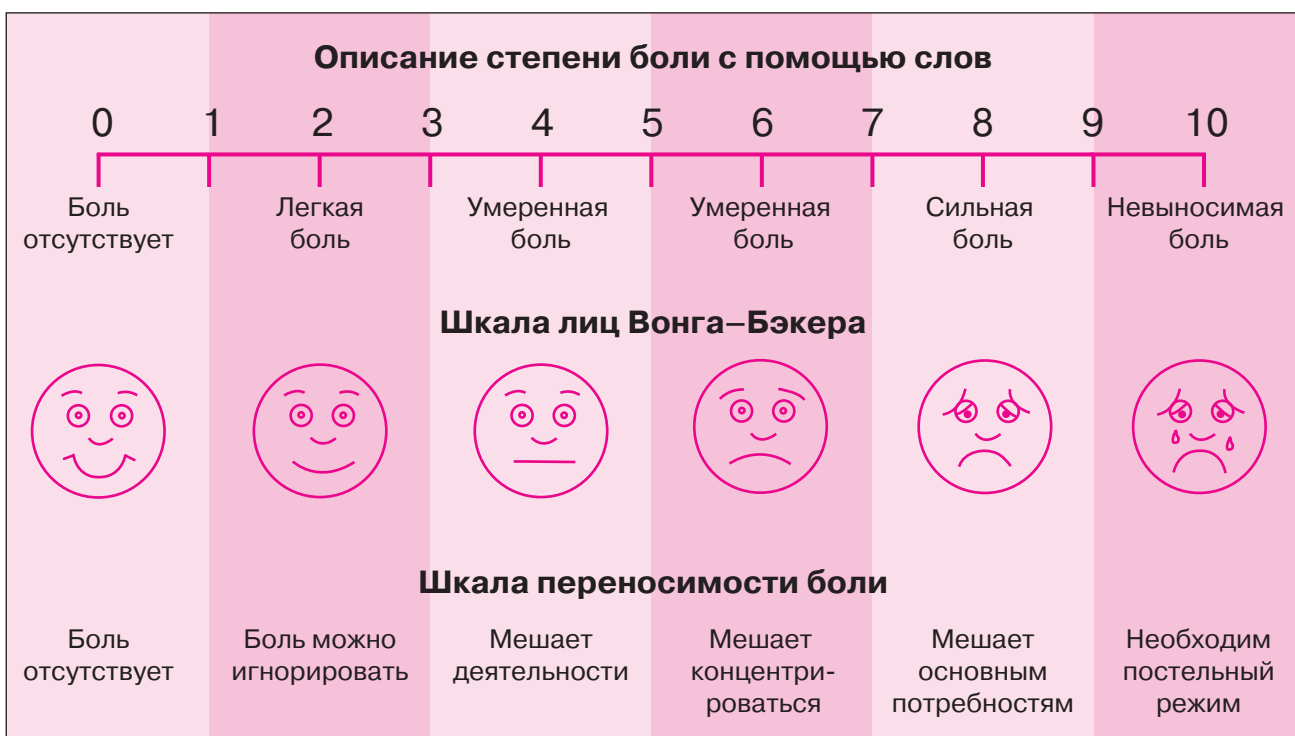 Описание степени боли с помощью слов
0 1 2 3 4 5 6 7 8 9 10
Боль Легкая Умеренная Умеренная Сильная Невыносимая
отсутствует боль боль боль боль боль
Шкала лиц Вонга–Бэкера
Шкала переносимости боли
Боль Боль можно Мешает Мешает Мешает Необходим
отсутствует игнорировать деятельности концентри- основным постельный
роваться потребностям режим